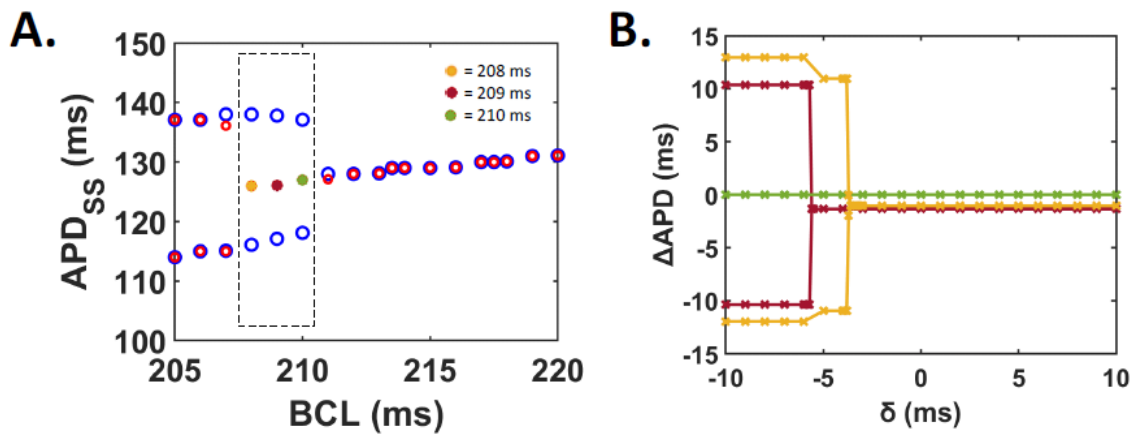 A.
150
140
130
120
110
100
APDSS (ms)
205
210
215
220
BCL (ms)
= 208 ms
= 209 ms
= 210 ms
B.
15
10
5
0
-5
-10
-15
ΔAPD (ms)
-10
-5
0
5
10
δ (ms)